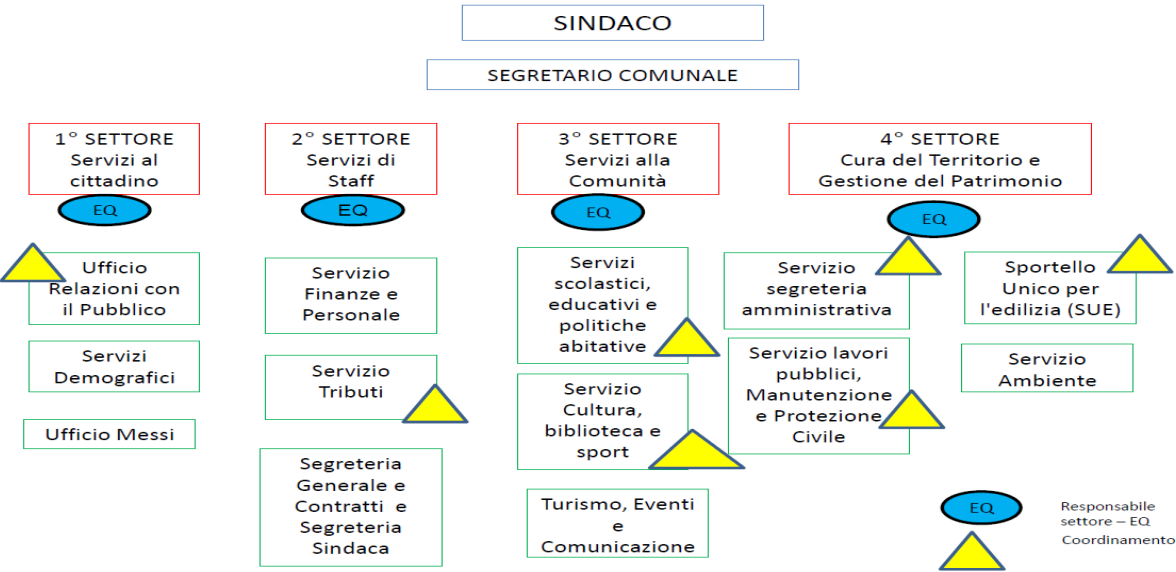 SINDACO
SEGRETARIO COMUNALE
1° SETTORE
Servizi al
cittadino
EQ
Ufficio
Relazioni con
il Pubblico
Servizi
Demografici
Ufficio Messi
2° SETTORE
Servizi di
Staff
EQ
Servizio
Finanze e
Personale
Servizio
Tributi
Segreteria
Generale e
Contratti e
Segreteria
Sindaca
3° SETTORE
Servizi alla
Comunità
EQ
Servizi
scolastici,
educativi e
politiche
abitative
Servizio
Cultura,
biblioteca e
sport
Turismo, Eventi
e
Comunicazione
4° SETTORE
Cura del Territorio e
Gestione del Patrimonio
EQ
Servizio
segreteria
amministrativa
Servizio lavori
pubblici,
Manutenzione
e Protezione
Civile
Sportello
Unico per
l'edilizia (SUE)
Servizio
Ambiente
EQ
Responsabile
settore – EQ
Coordinamento